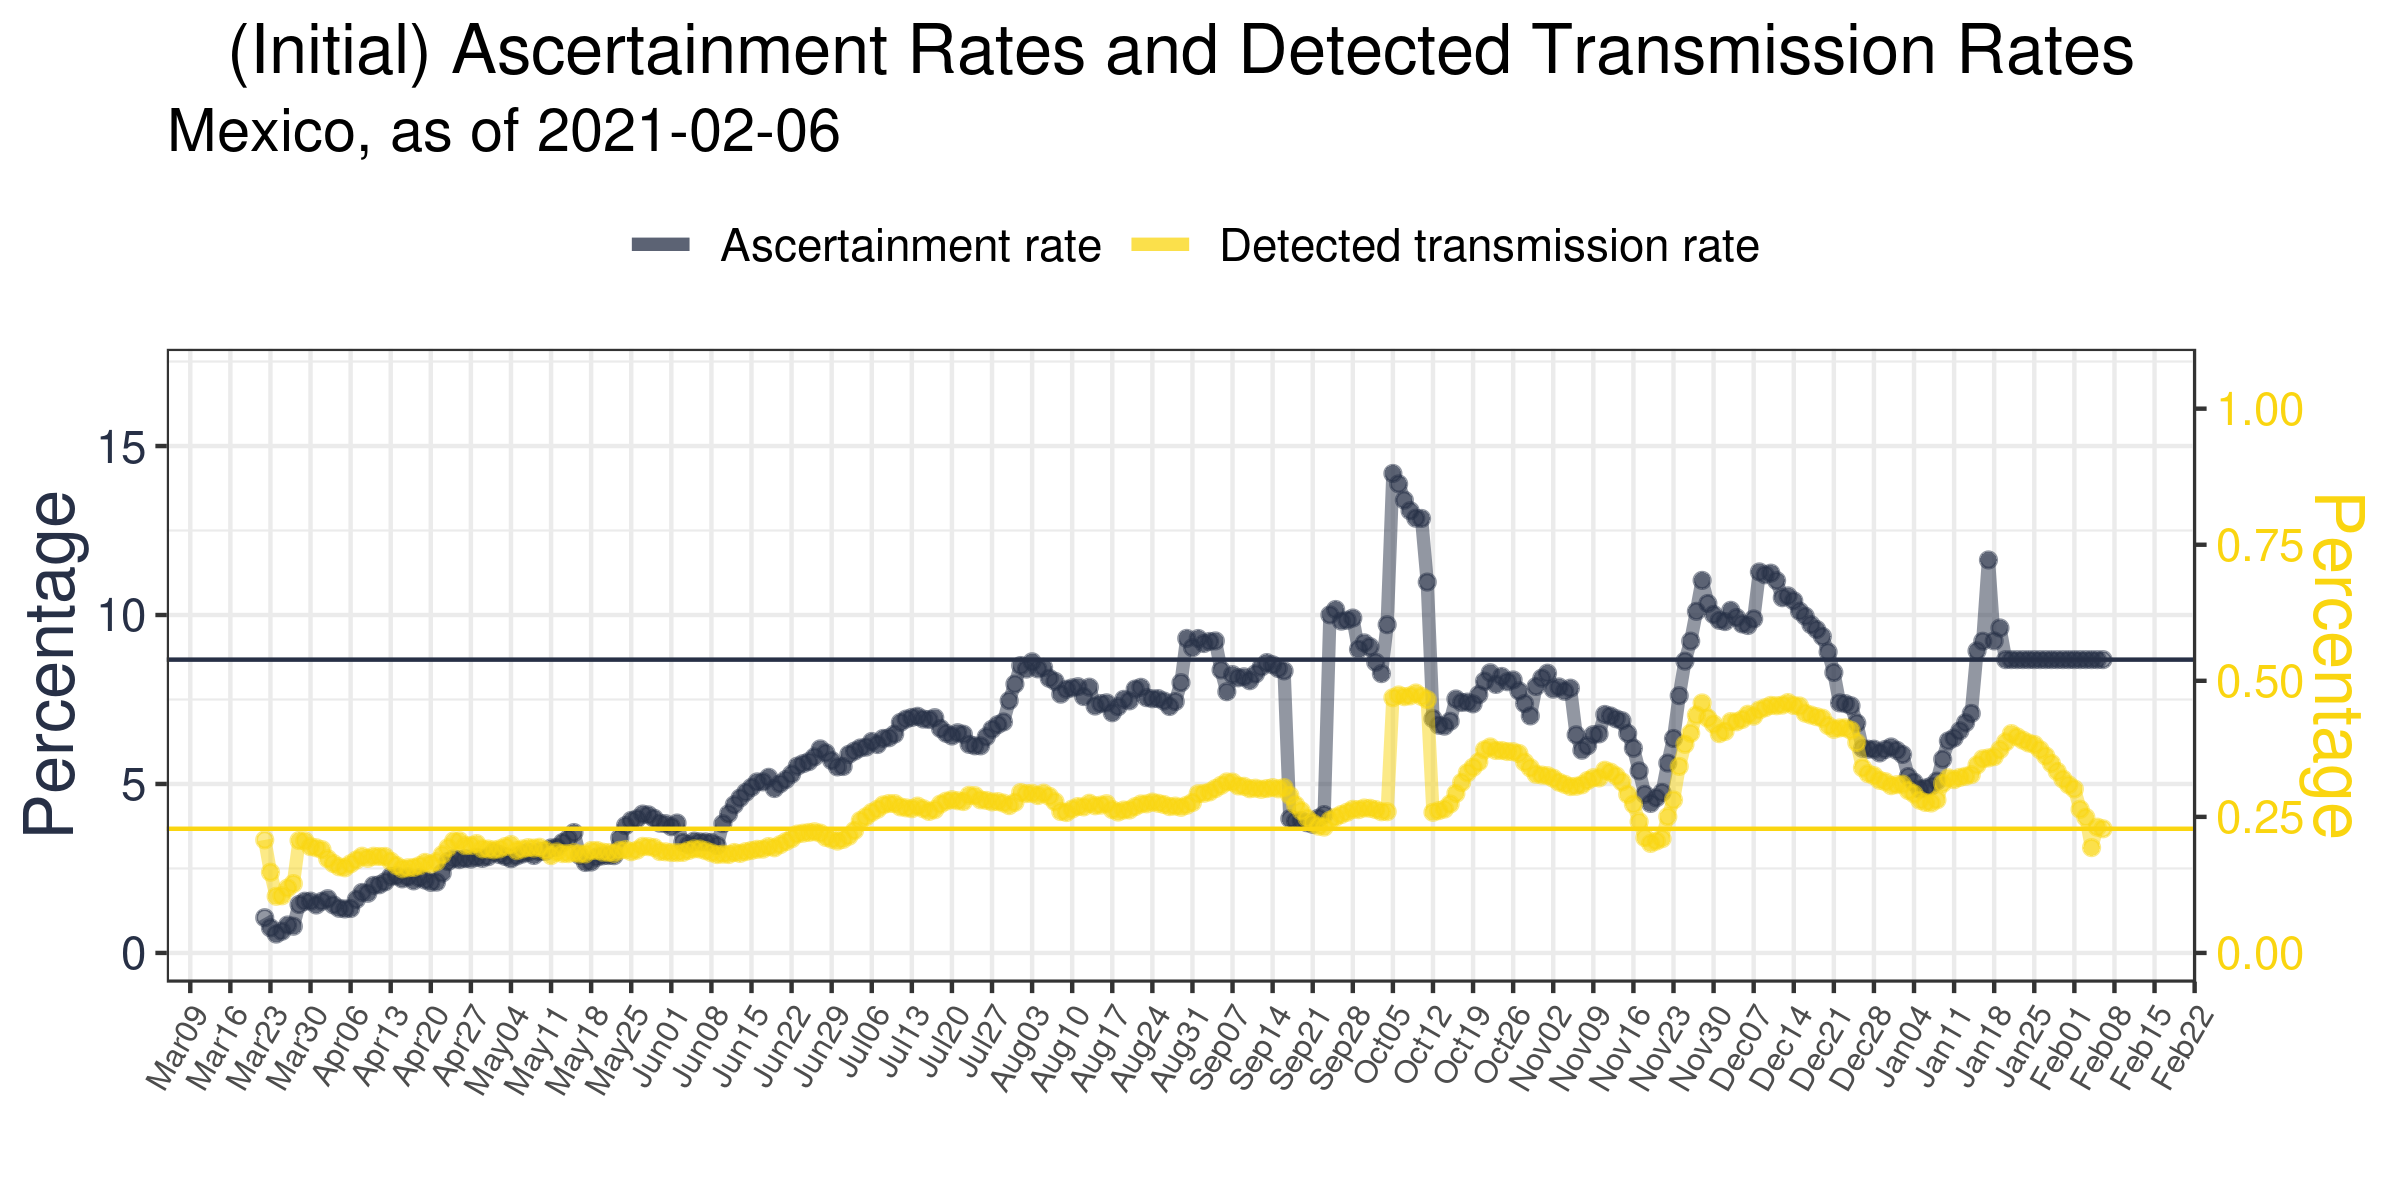 (Initial) Ascertainment Rates and Detected Transmission Rates
Mexico, as of 2021-02-06
Ascertainment rate
Detected transmission rate
Percentage
15
10
5
0
1.00
0.75
0.50
0.25
0.00
Percentage
Mar09
Mar16
Mar23
Mar30
Apr06
Apr13
Apr20
Apr27
May04
May11
May18
May25
Jun01
Jun08
Jun15
Jun22
Jun29
Jul06
Jul13
Jul20
Jul27
Aug03
Aug10
Aug17
Aug24
Aug31
Sep07
Sep14
Sep21
Sep28
Oct05
Oct12
Oct19
Oct26
Nov02
Nov09
Nov16
Nov23
Nov30
Dec07
Dec14
Dec21
Dec28
Jan04
Jan11
Jan18
Jan25
Feb01
Feb08
Feb15
Feb22